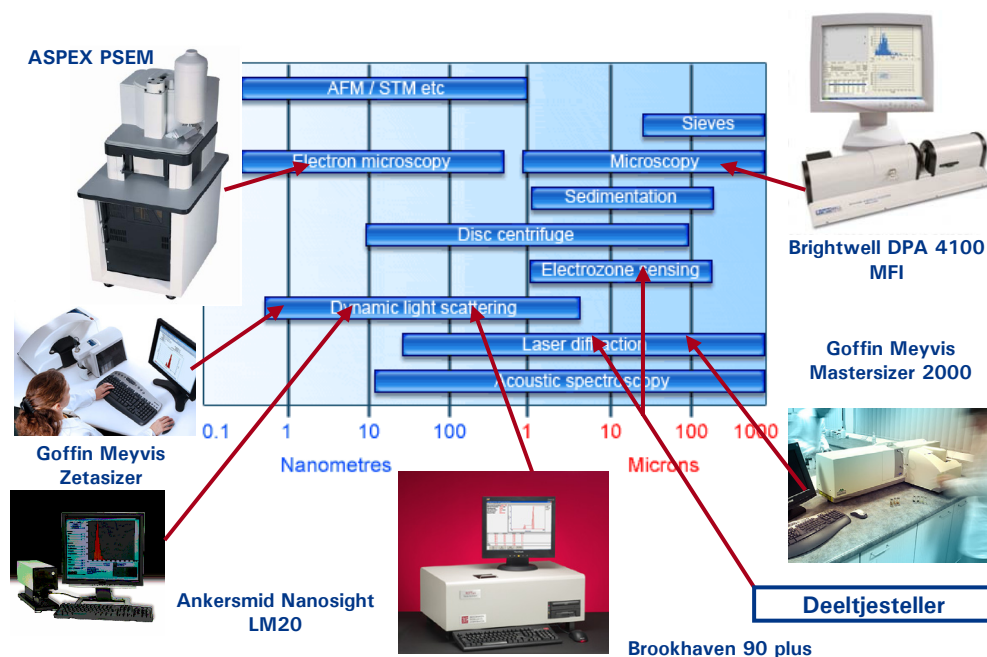 ASPEX PSEM
AFM / STM etc
Sieves
Electron microscopy
Microscopy
Sedimentation
Disc centrifuge
Electrozone sensing
Dynamic light scattering
Laser diffraction
Acoustic spectroscopy
0.1 1 10 100 1 10 100 1000
Nanometres Microns
Brightwell DPA 4100
MFI
Goffin Meyvis
Mastersizer 2000
Goffin Meyvis
Zetasizer
Ankersmid Nanosight
LM20
Deeltjesteller
Brookhaven 90 plus